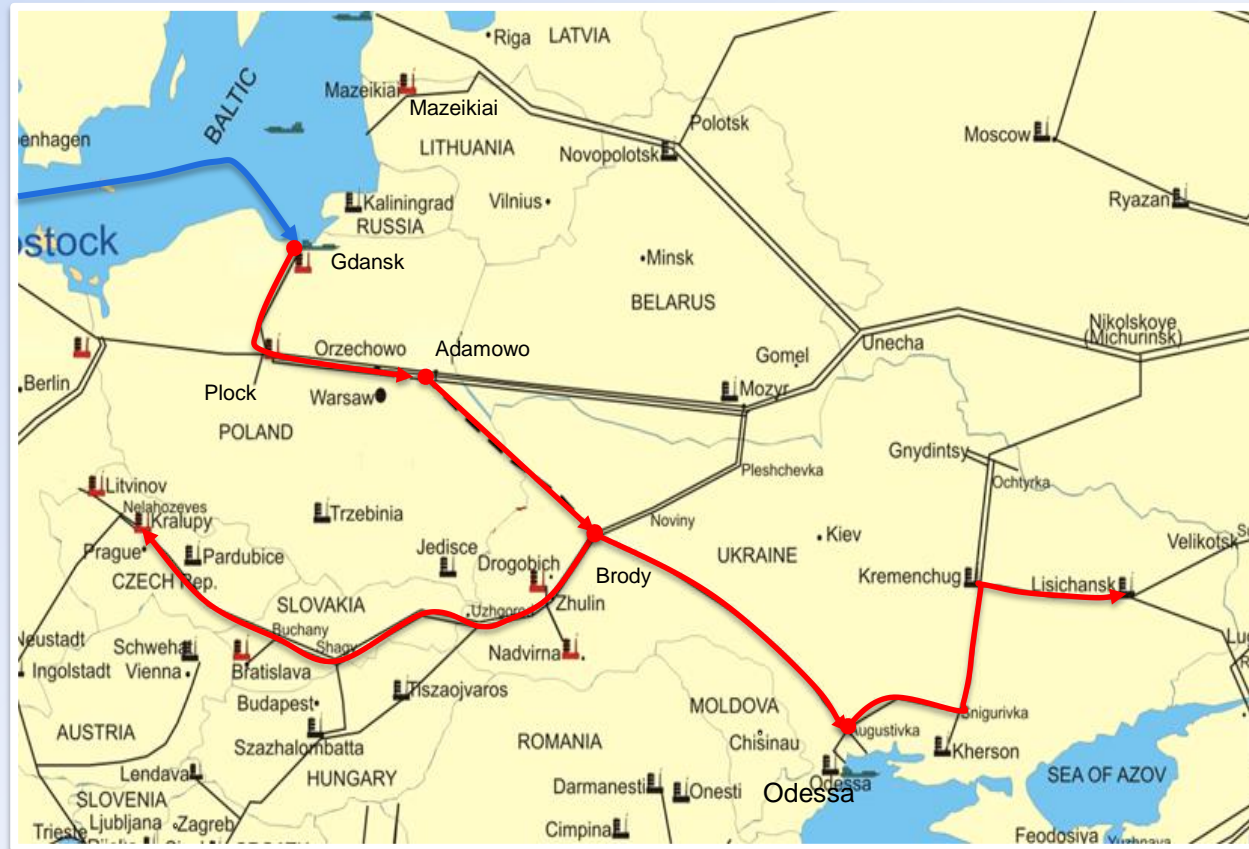 Riga
LATVIA
Mazeikiai
Mazeikiai
BALTIC
Polotsk
Moscow
enhagen
LITHUANIA
Novopolotsk
Kaliningrad
RUSSIA
Vilnius
Ryazan
ostock
Gdansk
Minsk
BELARUS
Nikolskoye
(Michurinsk)
Unecha
Orzechowo
Adamowo
Gomel
Berlin
Plock
Warsaw
Mozyr
POLAND
Gnydintsy
Ochtyrka
Pleshchevka
Litvinov
Nelahozeves
Kralupy
Trzebinia
Noviny
Kiev
Velikotsk
Prague
Pardubice
Jedisce
Drogobich
UKRAINE
CZECH Rep.
Brody
Kremenchug
Lisichansk
SLOVAKIA
Uzhgorod
Zhulin
Buchany
Neustadt
Schwehat
Shagy
Ingolstadt
Vienna
Bratislava
Nadvirna
Tiszaojvaros
Budapest
MOLDOVA
Snigurivka
AUSTRIA
Szazhalombatta
ROMANIA
Chisinau
Augustivka
Kherson
Lendava
HUNGARY
Darmanesti
Onesti
Odessa
Odessa
SEA OF AZOV
SLOVENIA
Ljubljana
Zagreb
Trieste
Cimpina
Feodosiya